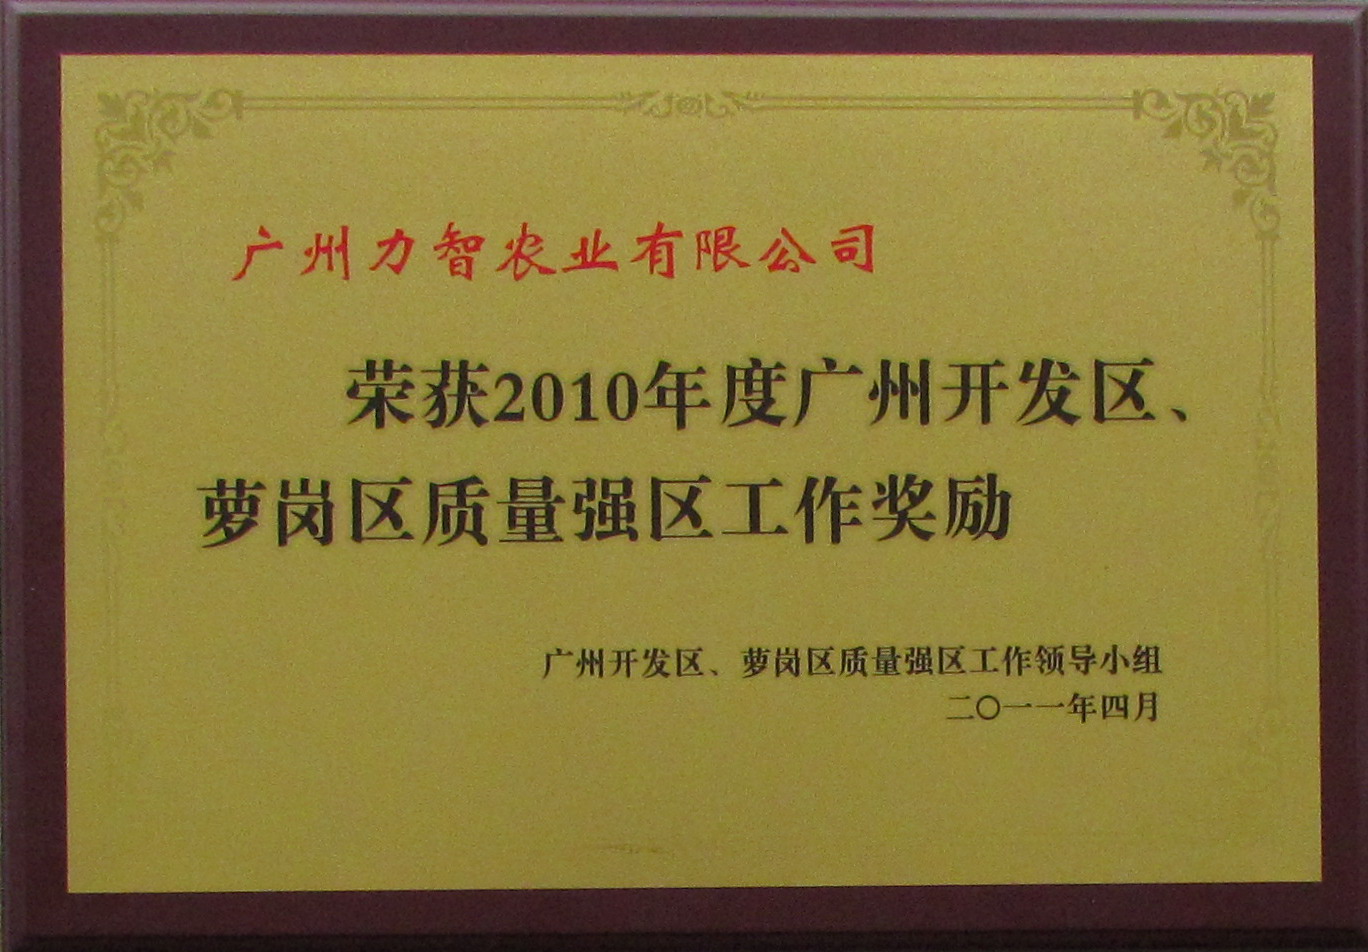 广州力智农业有限公司
荣获2010年度广州开发区、
萝岗区质量强区工作奖励
广州开发区、萝岗区质量强区工作领导小组
二〇一一年四月